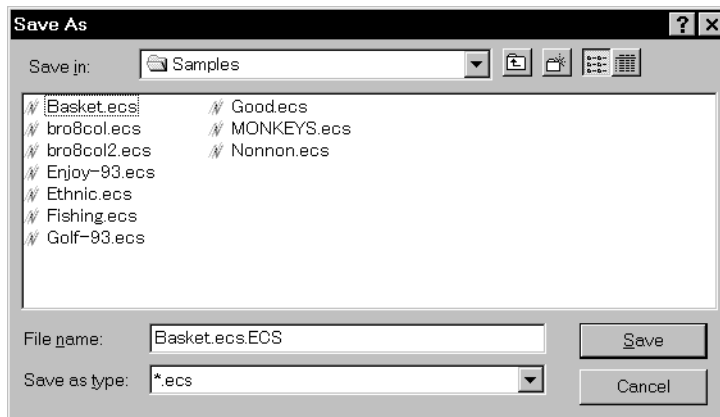 Save As
Save in: Samples
Basket.ecs
bro8col.ecs
bro8col2.ecs
Enjoy-93.ecs
Ethnic.ecs
Fishing.ecs
Golf-93.ecs
Good.ecs
MONKEYS.ecs
Nonnon.ecs
File name: Basket.ecs.ECS
Save
Save as type: *.ecs
Cancel